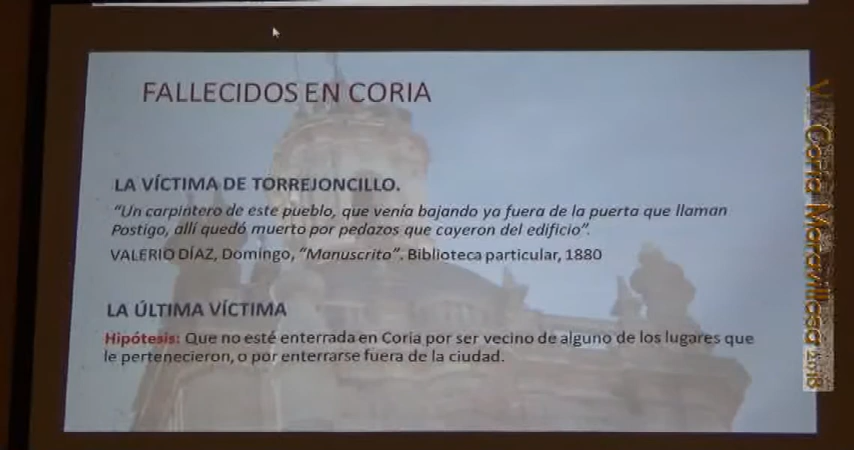 FALLECIDOS EN CORIA
LA VÍCTIMA DE TORREJONCILLO.
"Un carpintero de este pueblo, que venía bajando ya fuera de la puerta que llaman
Postigo, allí quedó muerto por pedazos que cayeron del edificio".
VALERIO DÍAZ, Domingo, "Manuscrito". Biblioteca particular, 1880
LA ÚLTIMA VÍCTIMA
Hipótesis: Que no esté enterrada en Coria por ser vecino de alguno de los lugares que
le pertenecieron, o por enterrarse fuera de la ciudad.
Coria Maravillosa 2018